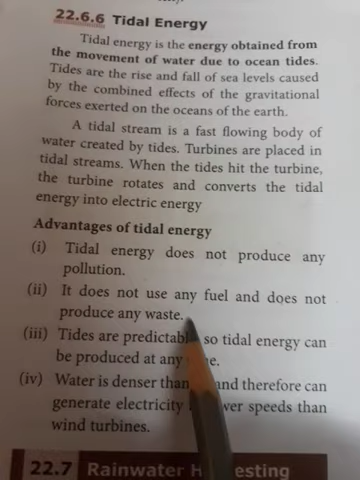 22.6.6 Tidal Energy
Tidal energy is the energy obtained from
the movement of water due to ocean tides.
Tides are the rise and fall of sea levels caused
by the combined effects of the gravitational
forces exerted on the oceans of the earth.
A tidal stream is a fast flowing body of
water created by tides. Turbines are placed in
tidal streams. When the tides hit the turbine,
the turbine rotates and converts the tidal
energy into electric energy
Advantages of tidal energy
(i) Tidal energy does not produce any
pollution.
(ii) It does not use any fuel and does not
produce any waste.
(iii) Tides are predictable so tidal energy can
be produced at any
(iv) Water is denser than and therefore can
generate electricity speeds than
wind turbines.
22.7 Rainwater